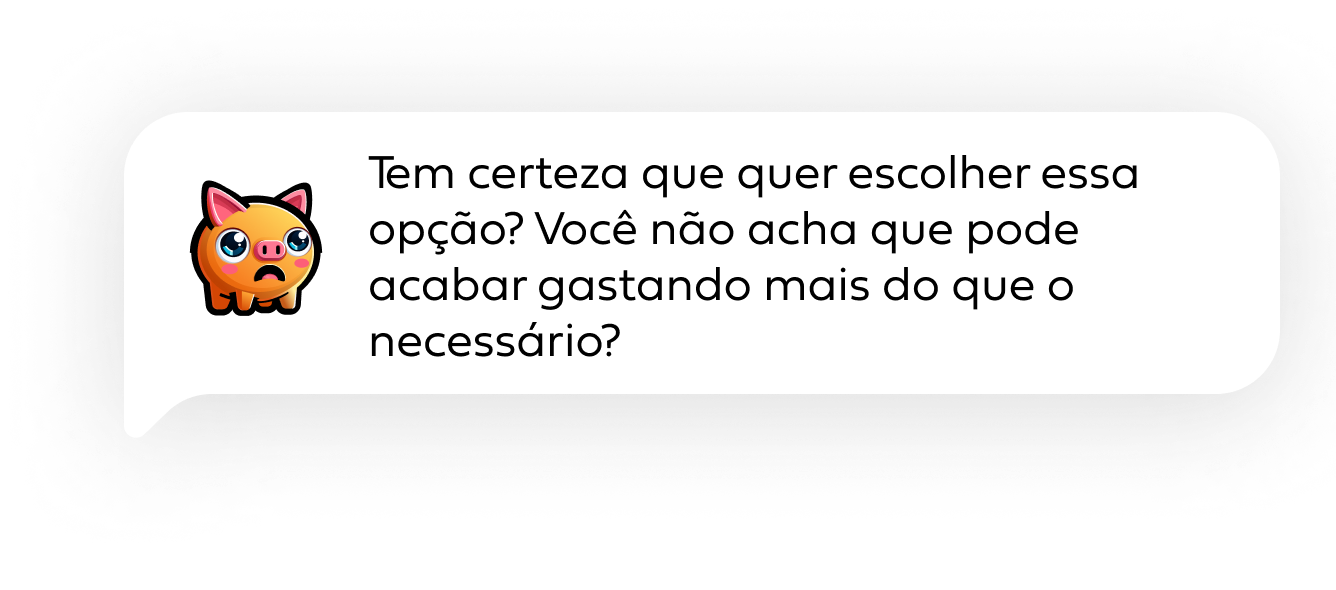 Tem certeza que quer escolher essa
opção? Você não acha que pode
acabar gastando mais do que o
necessário?